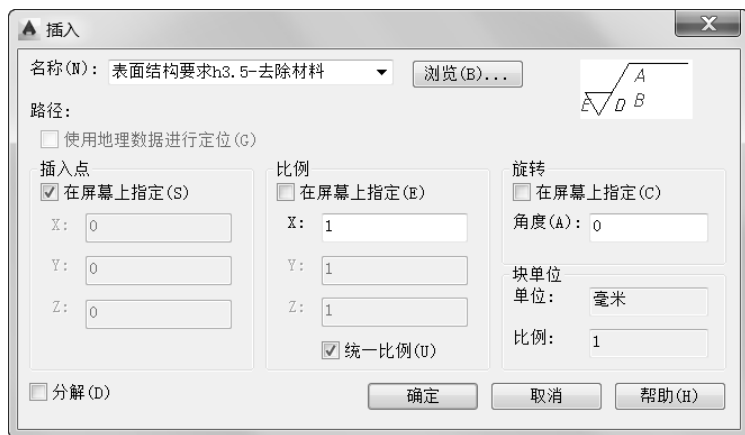 插入
名称(N): 表面结构要求h3.5-去除材料 浏览(B)...
A
E D B
路径:
使用地理数据进行定位(G)
插入点 比例 旋转
在屏幕上指定(S) 在屏幕上指定(E) 在屏幕上指定(C)
X: 0 X: 1 角度(A): 0
Y: 0 Y: 1 块单位
单位: 毫米
Z: 0 Z: 1 比例: 1
统一比例(U)
分解(D) 确定 取消 帮助(H)